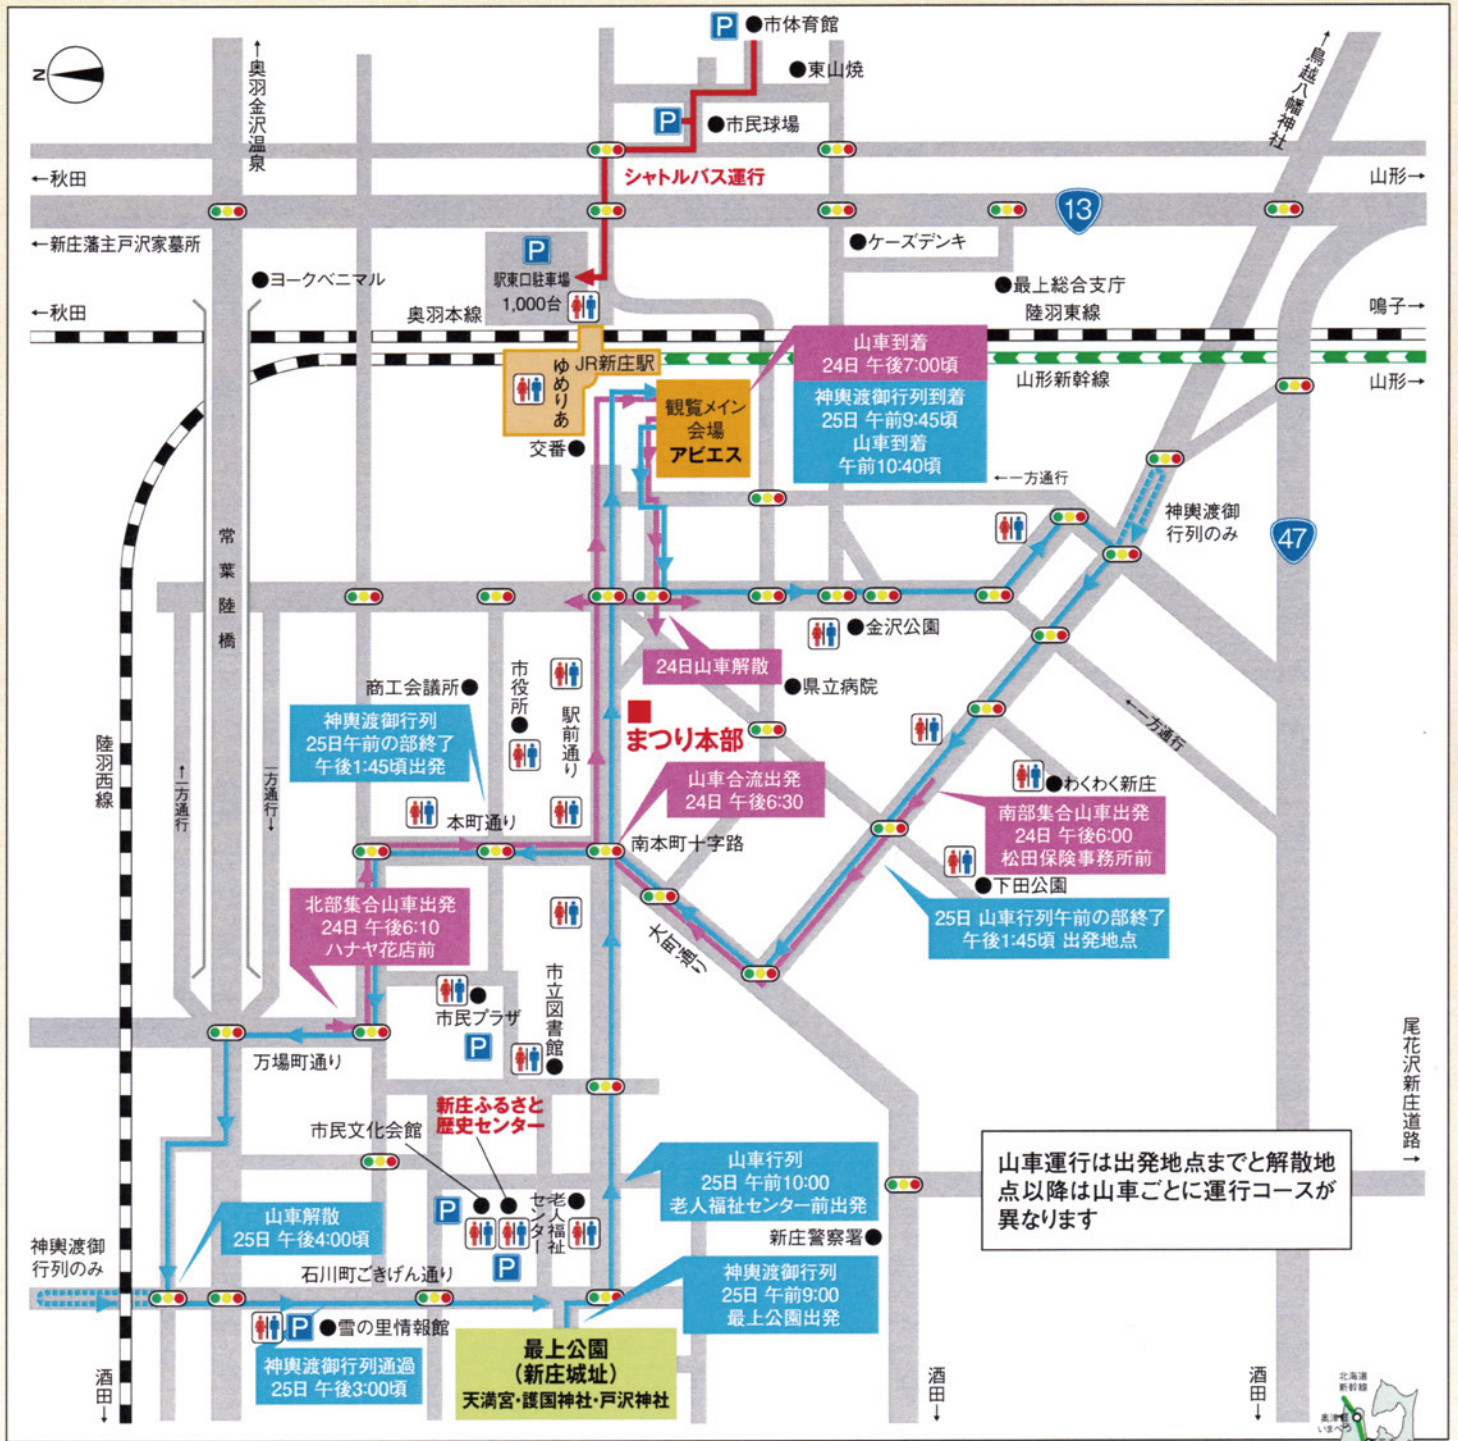 N
←奥羽金沢温泉
P ●市体育館
●東山焼
P ●市民球場
←鳥越八幡神社
←秋田
シャトルバス運行
山形→
13
←新庄藩主戸沢家墓所
●ケーズデンキ
●ヨークベニマル
P
駅東口駐車場
1,000台
●最上総合支庁
←秋田
奥羽本線
陸羽東線
鳴子→
JR新庄駅
ゆめりあ
交番●
山形新幹線
山形→
観覧メイン
会場
アビエス
山車到着
24日 午後7:00頃
神輿渡御行列到着
25日 午前9:45頃
山車到着
午前10:40頃
←一方通行
神輿渡御
行列のみ
47
常葉陸橋
●金沢公園
24日山車解散
●県立病院
商工会議所●
市役所●
駅前通り
まつり本部
神輿渡御行列
25日午前の部終了
午後1:45頃出発
←一方通行
陸羽西線
←一方通行
一方通行→
山車合流出発
24日 午後6:30
●わくわく新庄
南部集合山車出発
24日 午後6:00
松田保険事務所前
本町通り
南本町十字路
●下田公園
北部集合山車出発
24日 午後6:10
ハナヤ花店前
25日 山車行列午前の部終了
午後1:45頃 出発地点
大町通り
市立図書館●
市民プラザ
P
万場町通り
尾花沢新庄道路→
新庄ふるさと
歴史センター
市民文化会館
山車行列
25日 午前10:00
老人福祉センター前出発
山車運行は出発地点までと解散地
点以降は山車ごとに運行コースが
異なります
P
老人福祉
センター
P
山車解散
25日 午後4:00頃
新庄警察署●
神輿渡御
行列のみ
石川町ごきげん通り
神輿渡御行列
25日 午前9:00
最上公園出発
P ●雪の里情報館
神輿渡御行列通過
25日 午後3:00頃
最上公園
(新庄城址)
天満宮・護国神社・戸沢神社
酒田→
酒田→
酒田→
北海道
新幹線
いまべつ